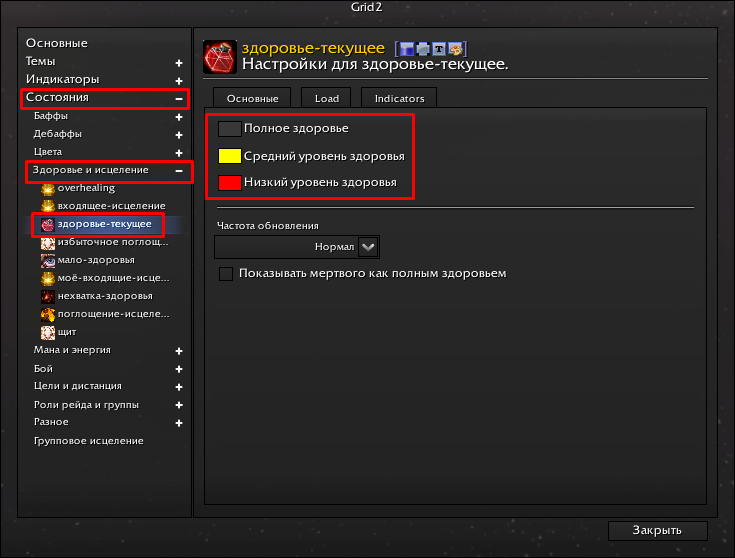 Grid2
Основные
Темы
Индикаторы
Состояния
Баффы
Дебаффы
Цвета
Здоровье и исцеление
overhealing
входящее-исцеление
здоровье-текущее
избыточное поглощ...
мало-здоровья
моё-входящие-исце...
нехватка-здоровья
поглощение-исцеле...
щит
Мана и энергия
Бой
Цели и дистанция
Роли рейда и группы
Разное
Групповое исцеление
здоровье-текущее
Настройки для здоровье-текущее.
Основные Load Indicators
Полное здоровье
Средний уровень здоровья
Низкий уровень здоровья
Частота обновления
Нормал
Показывать мертвого как полным здоровьем
Закрыть